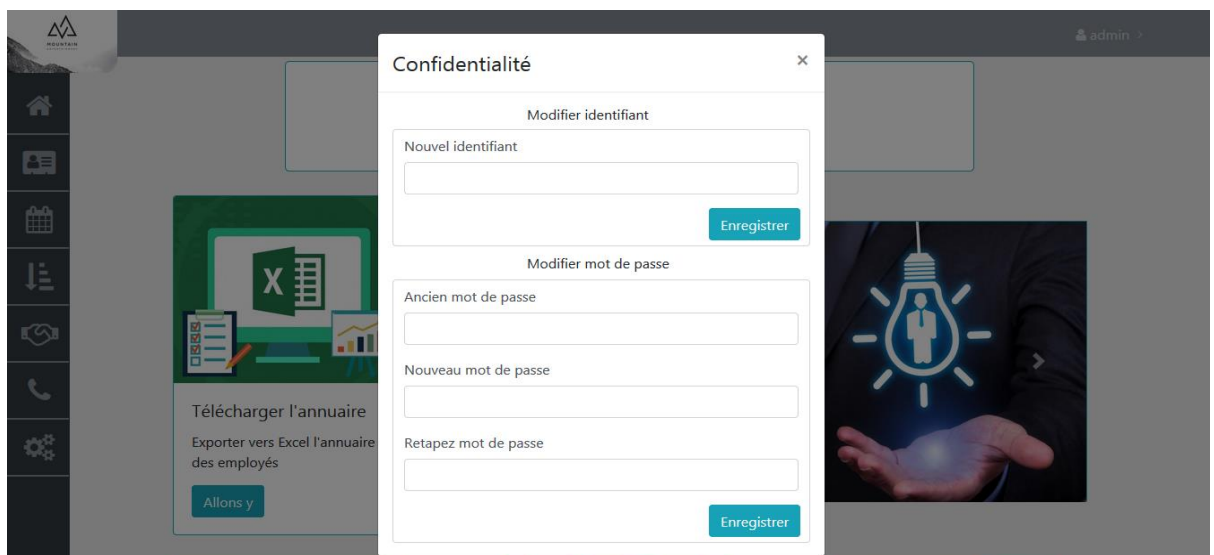 MOUNTAIN
admin
Confidentialité
×
Modifier identifiant
Nouvel identifiant
Enregistrer
Modifier mot de passe
Ancien mot de passe
Nouveau mot de passe
Retapez mot de passe
Enregistrer
X
Télécharger l'annuaire
Exporter vers Excel l'annuaire
des employés
Allons y